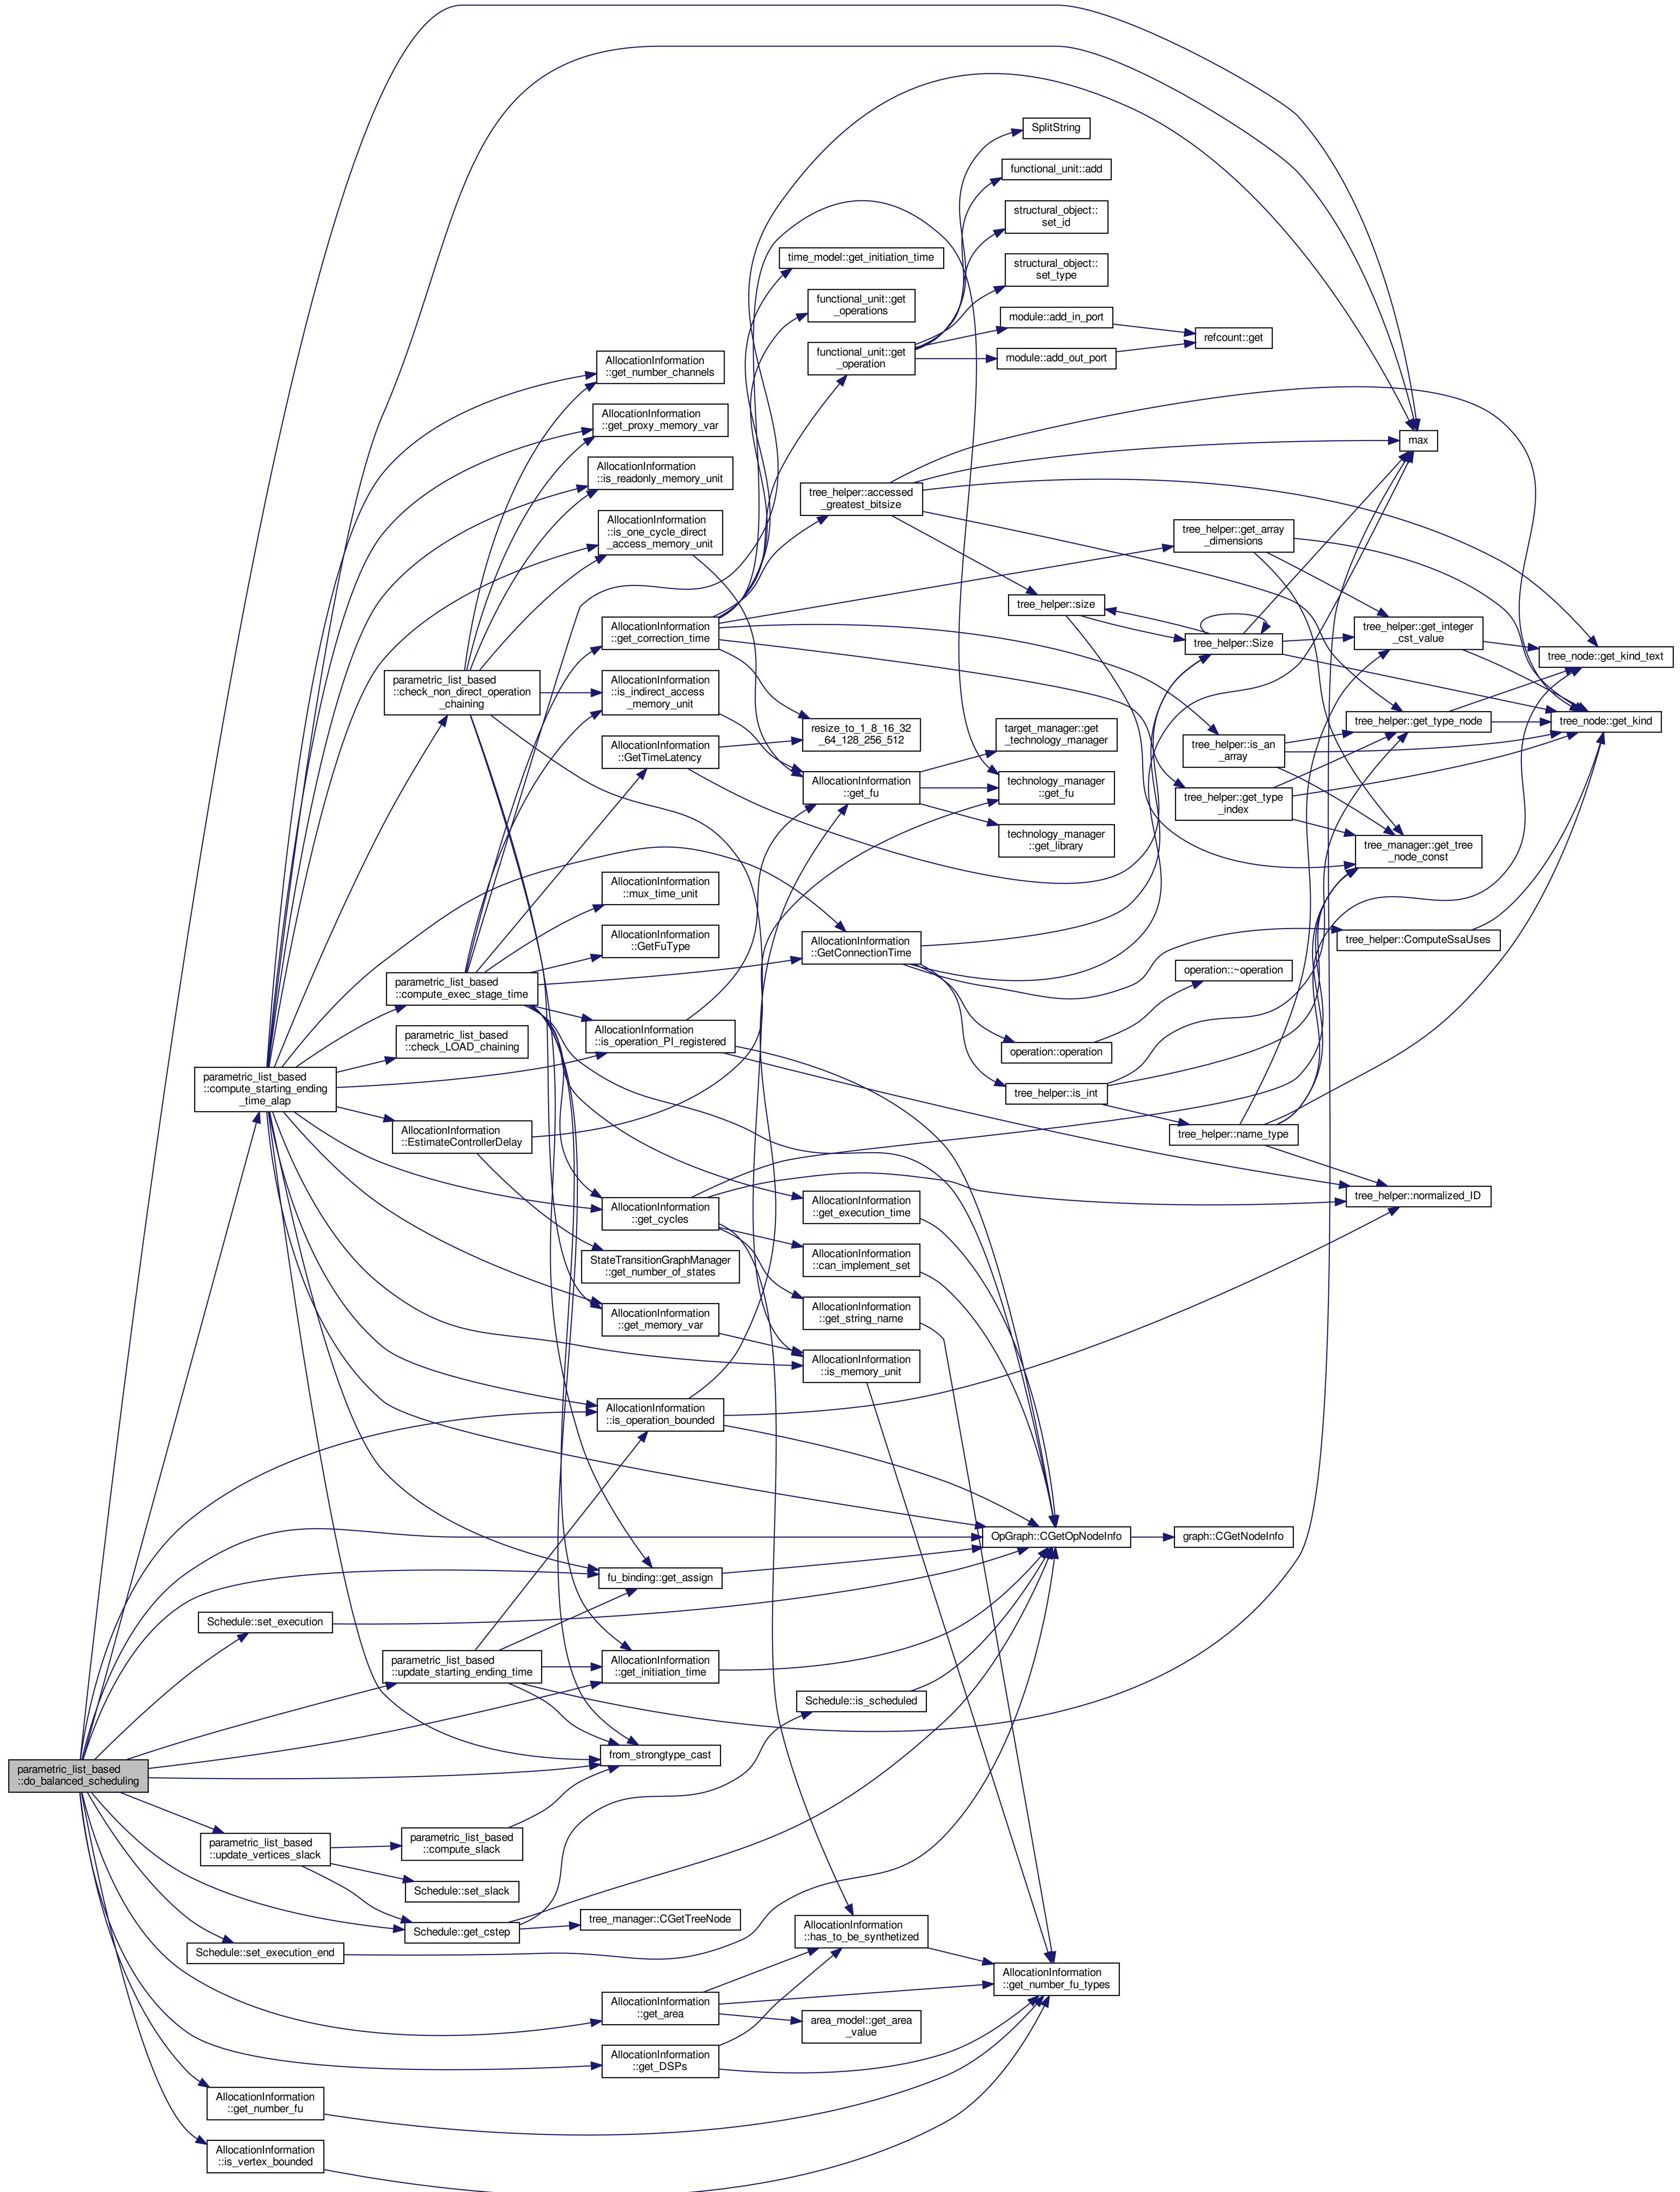 SplitString
functional_unit::add
structural_object::
set_id
time_model::get_initiation_time
structural_object::
set_type
functional_unit::get
_operations
module::add_in_port
refcount::get
functional_unit::get
_operation
module::add_out_port
AllocationInformation
::get_number_channels
AllocationInformation
::get_proxy_memory_var
max
AllocationInformation
::is_readonly_memory_unit
tree_helper::accessed
_greatest_bitsize
AllocationInformation
::is_one_cycle_direct
_access_memory_unit
tree_helper::get_array
_dimensions
tree_helper::size
AllocationInformation
::get_correction_time
tree_helper::Size
tree_helper::get_integer
_cst_value
tree_node::get_kind_text
parametric_list_based
::check_non_direct_operation
_chaining
AllocationInformation
::is_indirect_access
_memory_unit
resize_to_1_8_16_32
_64_128_256_512
target_manager::get
_technology_manager
tree_helper::get_type_node
tree_node::get_kind
AllocationInformation
::GetTimeLatency
tree_helper::is_an
_array
AllocationInformation
::get_fu
technology_manager
::get_fu
tree_helper::get_type
_index
technology_manager
::get_library
tree_manager::get_tree
_node_const
AllocationInformation
::mux_time_unit
AllocationInformation
::GetFuType
AllocationInformation
::GetConnectionTime
tree_helper::ComputeSsaUses
operation::~operation
parametric_list_based
::compute_exec_stage_time
parametric_list_based
::check_LOAD_chaining
AllocationInformation
::is_operation_PI_registered
operation::operation
parametric_list_based
::compute_starting_ending
_time_alap
tree_helper::is_int
AllocationInformation
::EstimateControllerDelay
tree_helper::name_type
AllocationInformation
::get_cycles
AllocationInformation
::get_execution_time
tree_helper::normalized_ID
StateTransitionGraphManager
::get_number_of_states
AllocationInformation
::can_implement_set
AllocationInformation
::get_memory_var
AllocationInformation
::get_string_name
AllocationInformation
::is_memory_unit
AllocationInformation
::is_operation_bounded
OpGraph::CGetOpNodeInfo
graph::CGetNodeInfo
fu_binding::get_assign
Schedule::set_execution
parametric_list_based
::update_starting_ending_time
AllocationInformation
::get_initiation_time
Schedule::is_scheduled
from_strongtype_cast
parametric_list_based
::do_balanced_scheduling
parametric_list_based
::update_vertices_slack
parametric_list_based
::compute_slack
Schedule::set_slack
Schedule::get_cstep
tree_manager::CGetTreeNode
AllocationInformation
::has_to_be_synthetized
Schedule::set_execution_end
AllocationInformation
::get_number_fu_types
AllocationInformation
::get_area
area_model::get_area
_value
AllocationInformation
::get_DSPs
AllocationInformation
::get_number_fu
AllocationInformation
::is_vertex_bounded